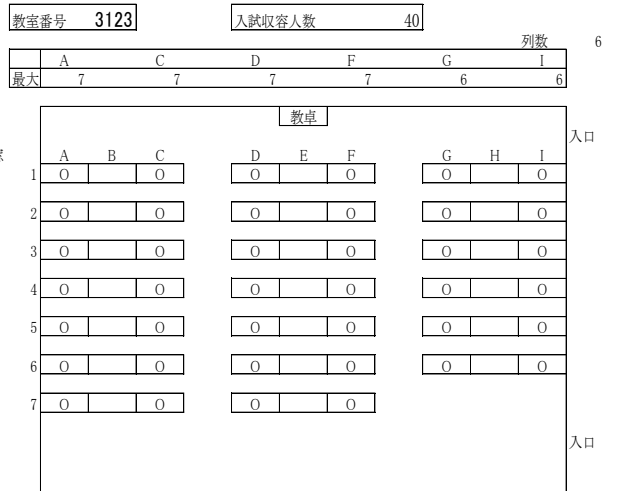 教室番号 3123 入試収容人数 40
列数 6
A C D F G I
最大 7 7 7 7 6 6
教卓
入口
A B C D E F G H I
1 O O O O O O
2 O O O O O O
3 O O O O O O
4 O O O O O O
5 O O O O O O
6 O O O O O O
7 O O O O
入口